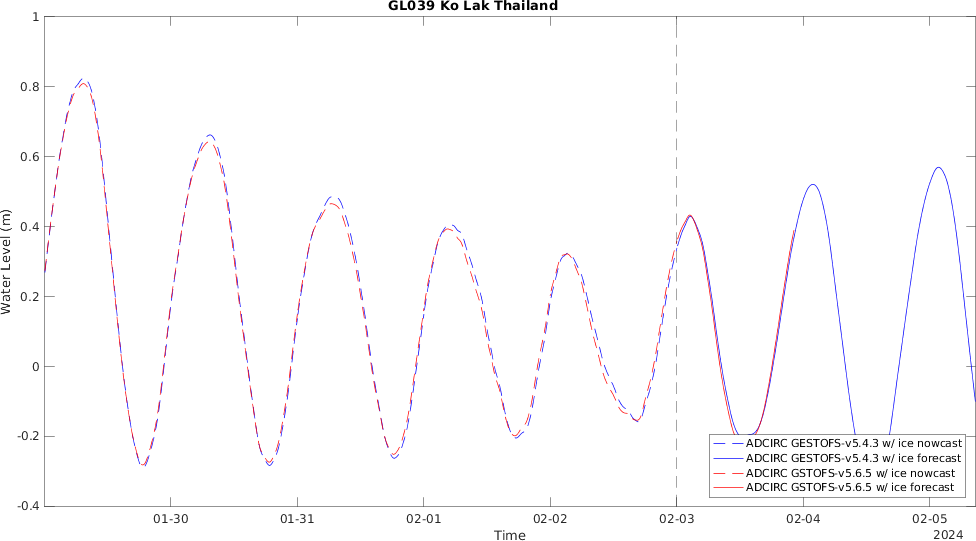 GL039 Ko Lak Thailand
1
0.8
0.6
0.4
0.2
0
-0.2
-0.4
Water Level (m)
ADCIRC GESTOFS-v5.4.3 w/ ice nowcast
ADCIRC GESTOFS-v5.4.3 w/ ice forecast
ADCIRC GSTOFS-v5.6.5 w/ ice nowcast
ADCIRC GSTOFS-v5.6.5 w/ ice forecast
01-30 01-31 02-01 02-02 02-03 02-04 02-05
Time
2024